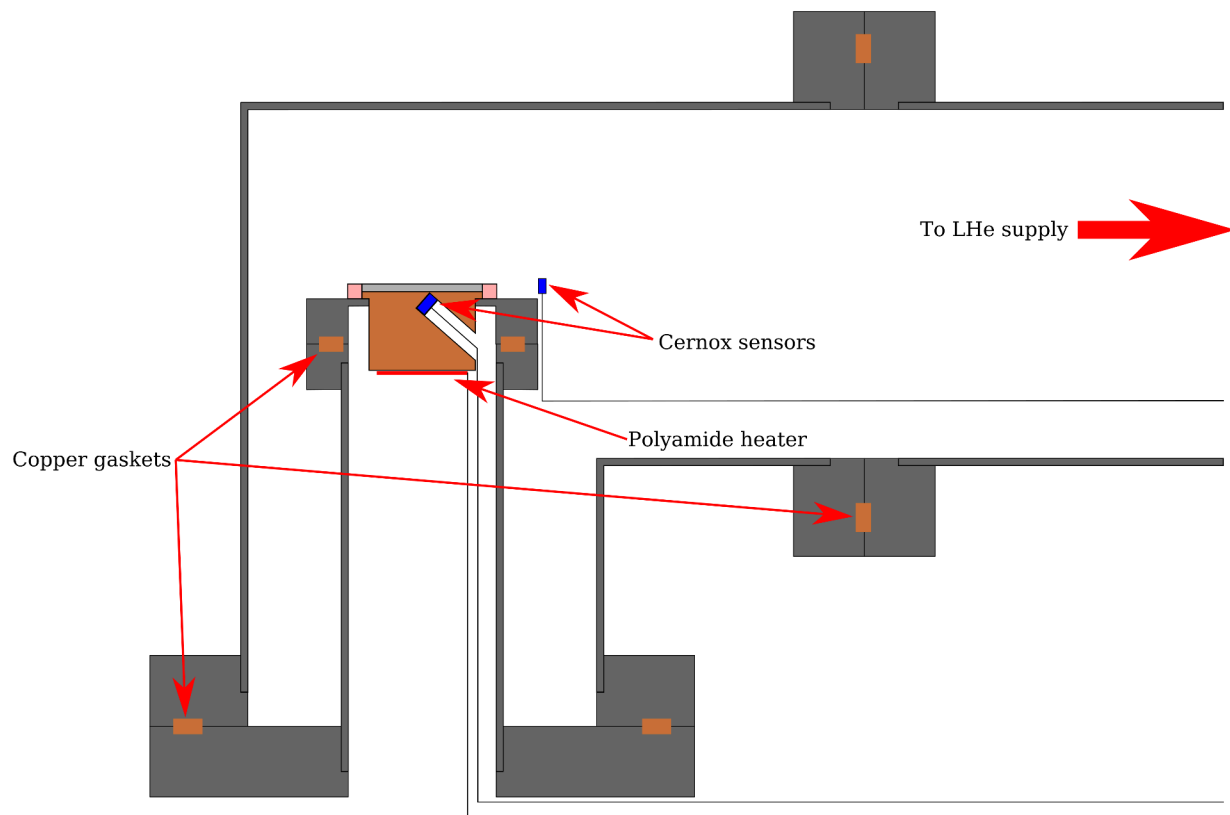 To LHe supply
Cernox sensors
Polyamide heater
Copper gaskets